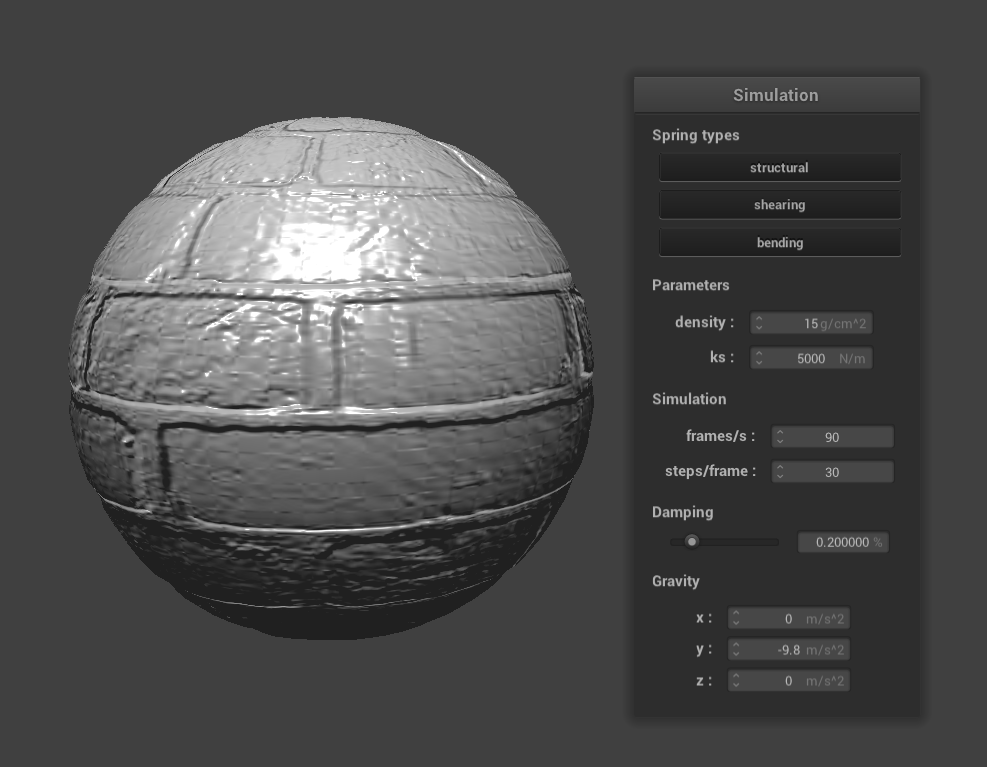 Simulation
Spring types
structural
shearing
bending
Parameters
density : 15 g/cm^2
ks : 5000 N/m
Simulation
frames/s : 90
steps/frame : 30
Damping
0.200000 %
Gravity
x : 0 m/s^2
y : -9.8 m/s^2
z : 0 m/s^2